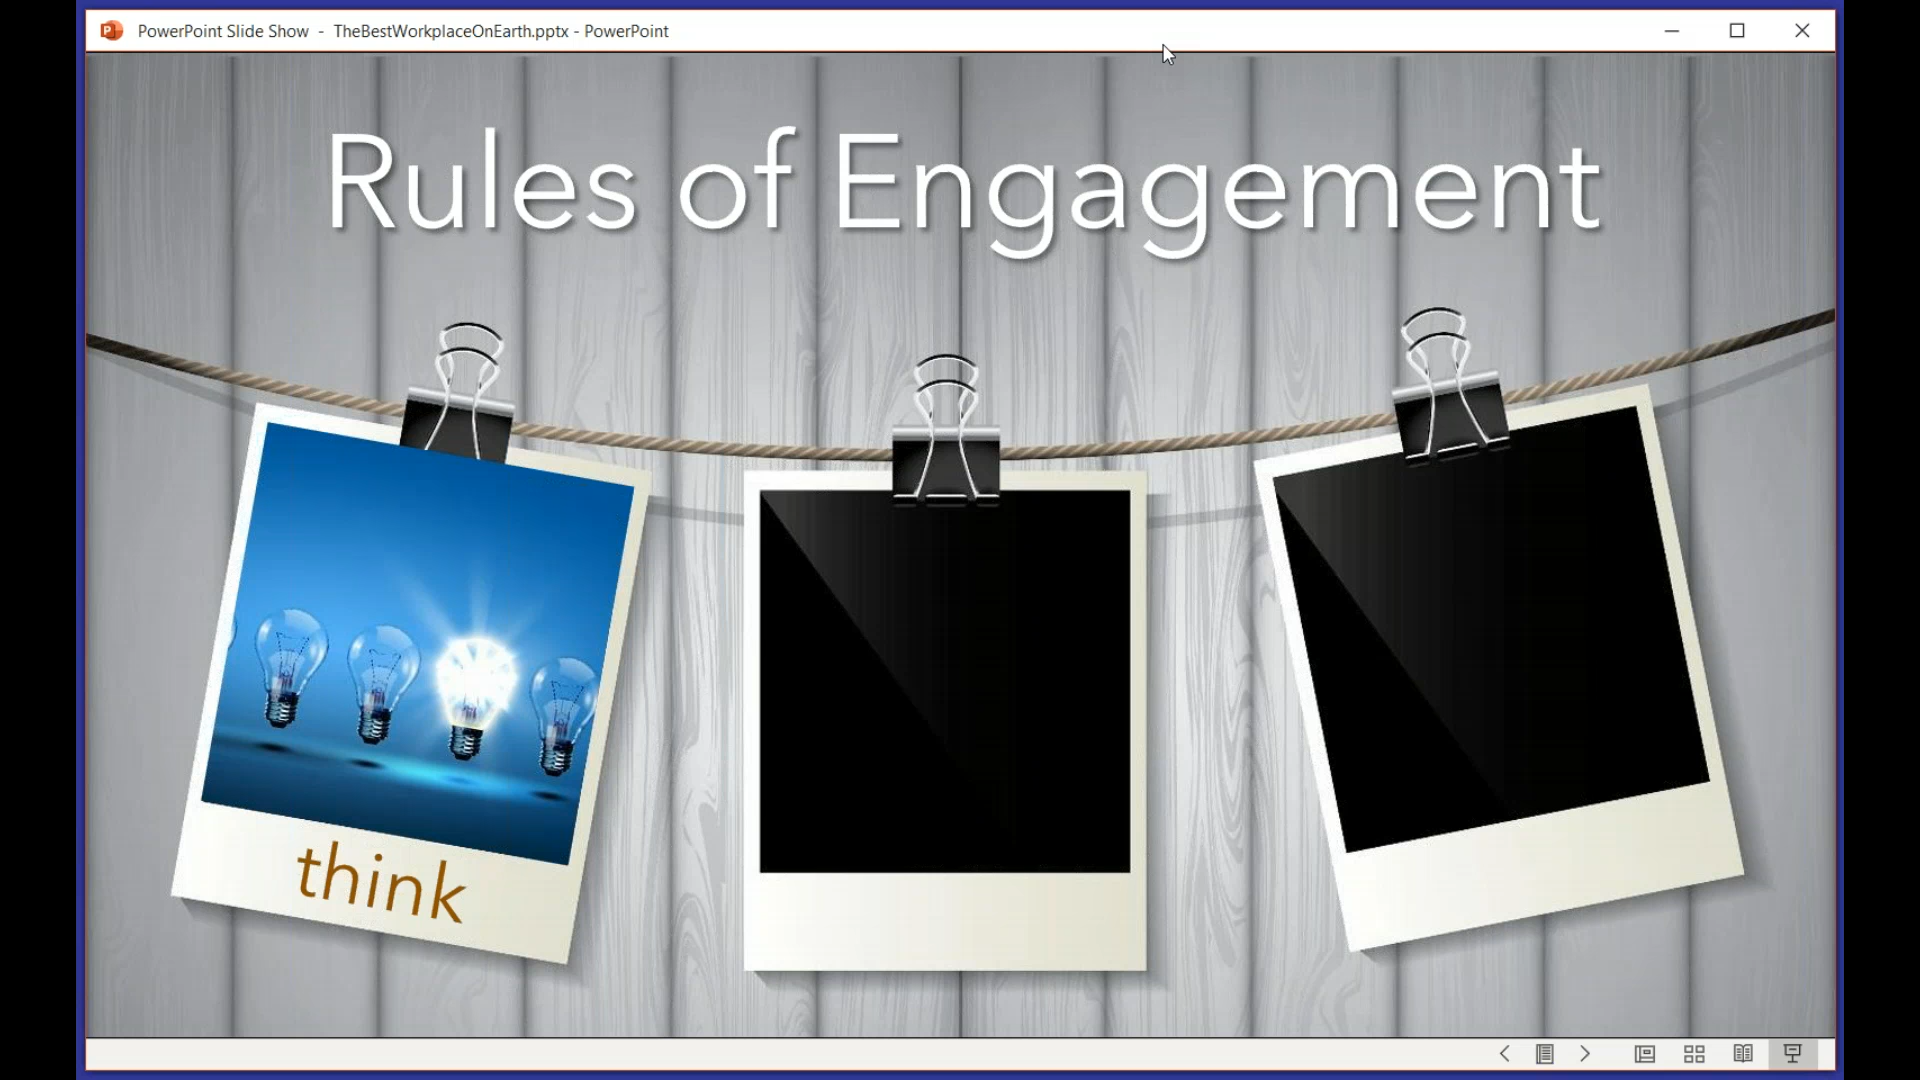 PowerPoint Slide Show - TheBestWorkplaceOnEarth.pptx - PowerPoint
Rules of Engagement
think